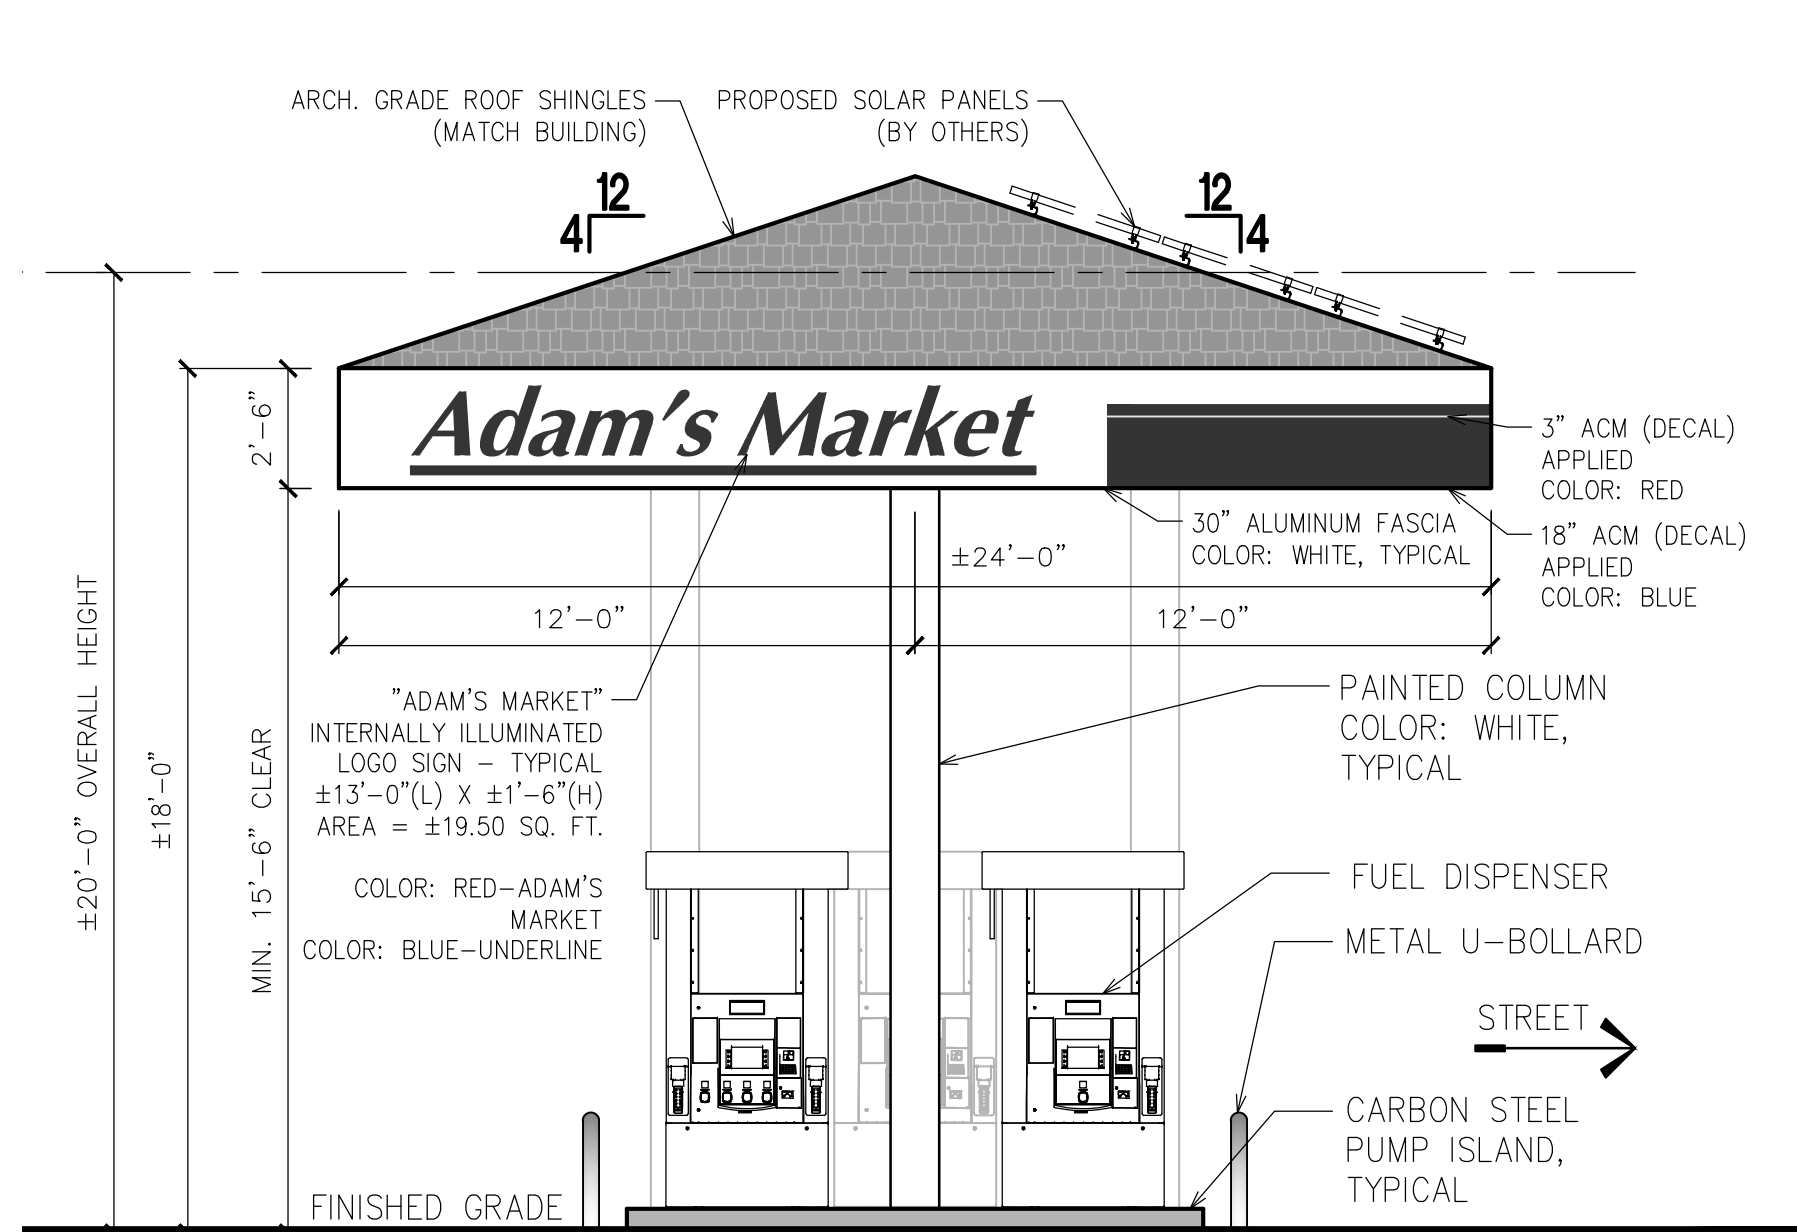 ARCH. GRADE ROOF SHINGLES
(MATCH BUILDING)
PROPOSED SOLAR PANELS
(BY OTHERS)
12
4
12
4
Adam's Market
2'-6"
3" ACM (DECAL)
APPLIED
COLOR: RED
30" ALUMINUM FASCIA
COLOR: WHITE, TYPICAL
18" ACM (DECAL)
APPLIED
COLOR: BLUE
±24'-0"
12'-0"
12'-0"
±20'-0" OVERALL HEIGHT
±18'-0"
MIN. 15'-6" CLEAR
"ADAM'S MARKET"
INTERNALLY ILLUMINATED
LOGO SIGN – TYPICAL
±13'-0"(L) X ±1'-6"(H)
AREA = ±19.50 SQ. FT.
COLOR: RED-ADAM'S
MARKET
COLOR: BLUE-UNDERLINE
PAINTED COLUMN
COLOR: WHITE,
TYPICAL
FUEL DISPENSER
METAL U-BOLLARD
STREET
CARBON STEEL
PUMP ISLAND,
TYPICAL
FINISHED GRADE